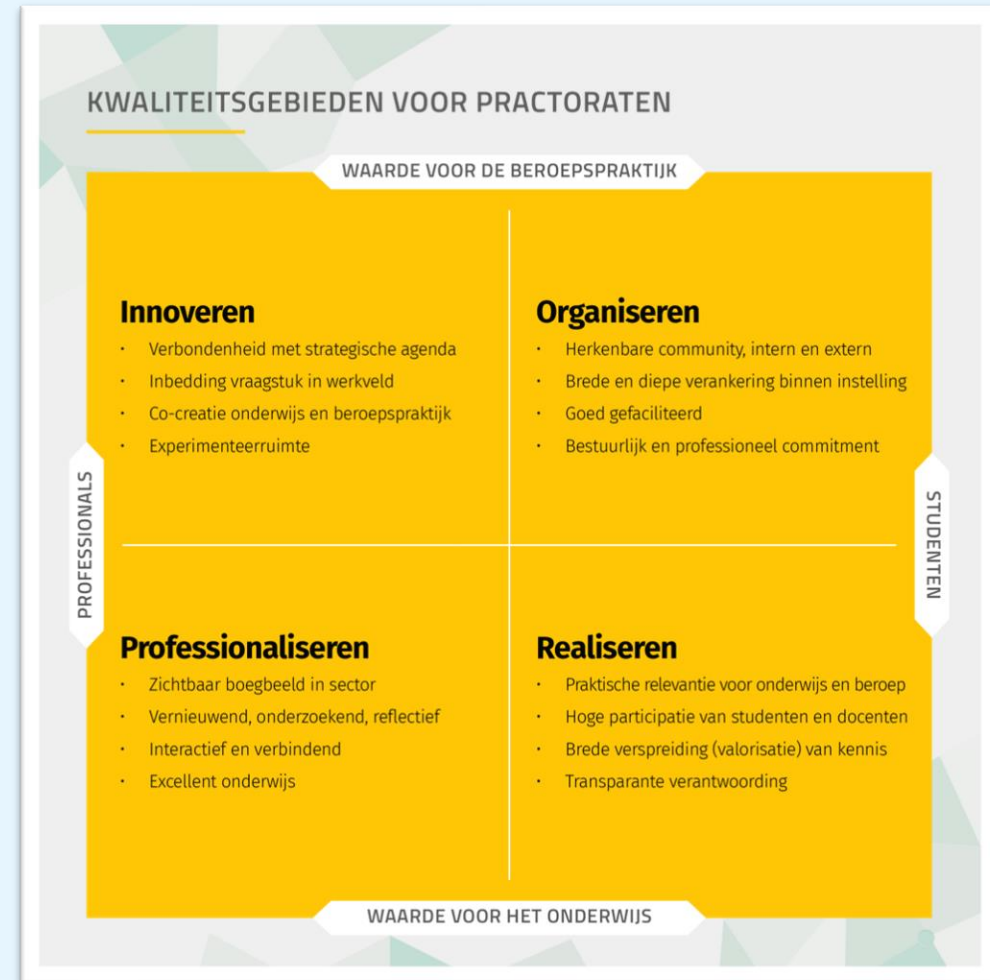 KWALITEITSGEBIEDEN VOOR PRACTORATEN
WAARDE VOOR DE BEROEPSPRAKTIJK
Innoveren
· Verbondenheid met strategische agenda
· Inbedding vraagstuk in werkveld
· Co-creatie onderwijs en beroepspraktijk
· Experimenteerruimte
Organiseren
· Herkenbare community, intern en extern
· Brede en diepe verankering binnen instelling
· Goed gefaciliteerd
· Bestuurlijk en professioneel commitment
PROFESSIONALS
STUDENTEN
Professionaliseren
· Zichtbaar boegbeeld in sector
· Vernieuwend, onderzoekend, reflectief
· Interactief en verbindend
· Excellent onderwijs
Realiseren
· Praktische relevantie voor onderwijs en beroep
· Hoge participatie van studenten en docenten
· Brede verspreiding (valorisatie) van kennis
· Transparante verantwoording
WAARDE VOOR HET ONDERWIJS